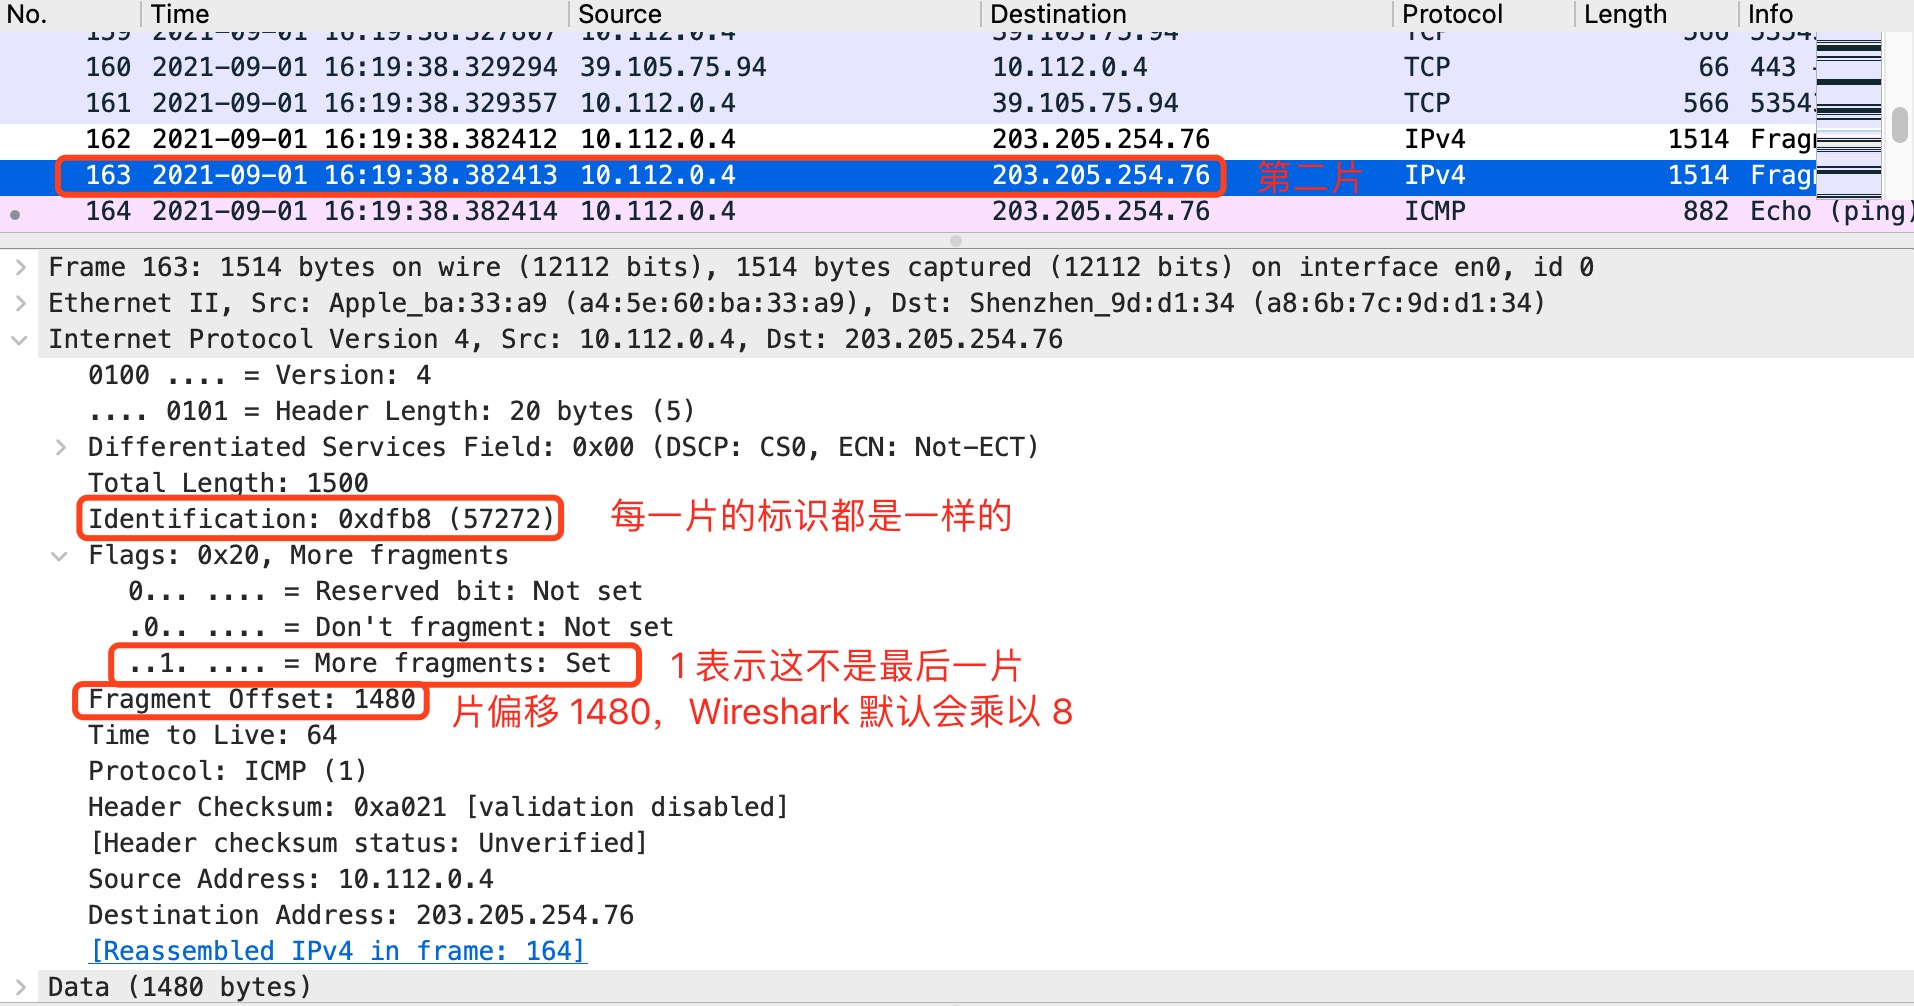 No. Time Source Destination Protocol Length Info
159 2021-09-01 16:19:38.327807 10.112.0.4 39.105.75.94 TCP 566
160 2021-09-01 16:19:38.329294 39.105.75.94 10.112.0.4 TCP 66 443
161 2021-09-01 16:19:38.329357 10.112.0.4 39.105.75.94 TCP 566 5354
162 2021-09-01 16:19:38.382412 10.112.0.4 203.205.254.76 IPv4 1514 Frag
163 2021-09-01 16:19:38.382413 10.112.0.4 203.205.254.76 第二片 IPv4 1514 Frag
164 2021-09-01 16:19:38.382414 10.112.0.4 203.205.254.76 ICMP 882 Echo (ping)
Frame 163: 1514 bytes on wire (12112 bits), 1514 bytes captured (12112 bits) on interface en0, id 0
Ethernet II, Src: Apple_ba:33:a9 (a4:5e:60:ba:33:a9), Dst: Shenzhen_9d:d1:34 (a8:6b:7c:9d:d1:34)
Internet Protocol Version 4, Src: 10.112.0.4, Dst: 203.205.254.76
0100 .... = Version: 4
.... 0101 = Header Length: 20 bytes (5)
Differentiated Services Field: 0x00 (DSCP: CS0, ECN: Not-ECT)
Total Length: 1500
Identification: 0xdfb8 (57272) 每一片的标识都是一样的
Flags: 0x20, More fragments
0... .... = Reserved bit: Not set
.0.. .... = Don't fragment: Not set
..1. .... = More fragments: Set 1 表示这不是最后一片
Fragment Offset: 1480 片偏移 1480，Wireshark 默认会乘以 8
Time to Live: 64
Protocol: ICMP (1)
Header Checksum: 0xa021 [validation disabled]
[Header checksum status: Unverified]
Source Address: 10.112.0.4
Destination Address: 203.205.254.76
[Reassembled IPv4 in frame: 164]
Data (1480 bytes)